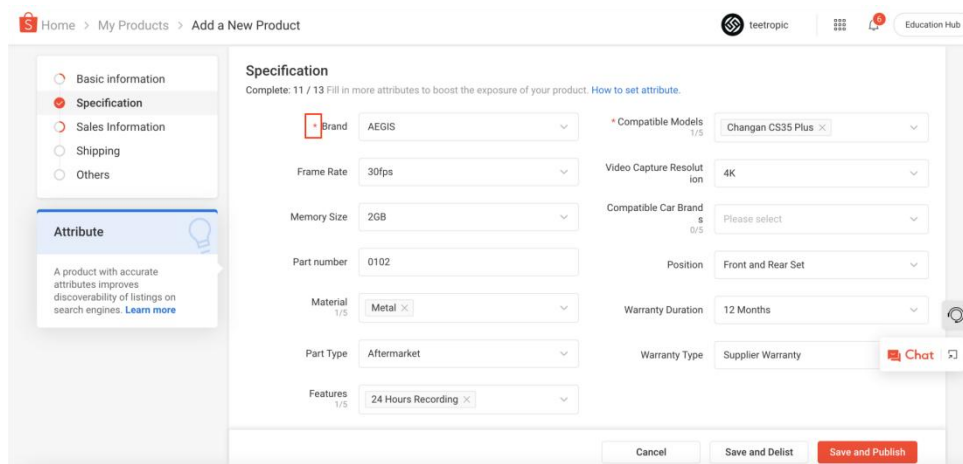 Home > My Products > Add a New Product
teetropic
6
Education Hub
Basic information
Specification
Sales Information
Shipping
Others
Attribute
A product with accurate
attributes improves
discoverability of listings on
search engines. Learn more
Specification
Complete: 11 / 13 Fill in more attributes to boost the exposure of your product. How to set attribute.
* Brand
AEGIS
* Compatible Models
1/5
Changan CS35 Plus ×
Frame Rate
30fps
Video Capture Resolut
ion
4K
Memory Size
2GB
Compatible Car Brand
s
0/5
Please select
Part number
0102
Position
Front and Rear Set
Material
1/5
Metal ×
Warranty Duration
12 Months
Part Type
Aftermarket
Warranty Type
Supplier Warranty
Chat
Features
1/5
24 Hours Recording ×
Cancel
Save and Delist
Save and Publish